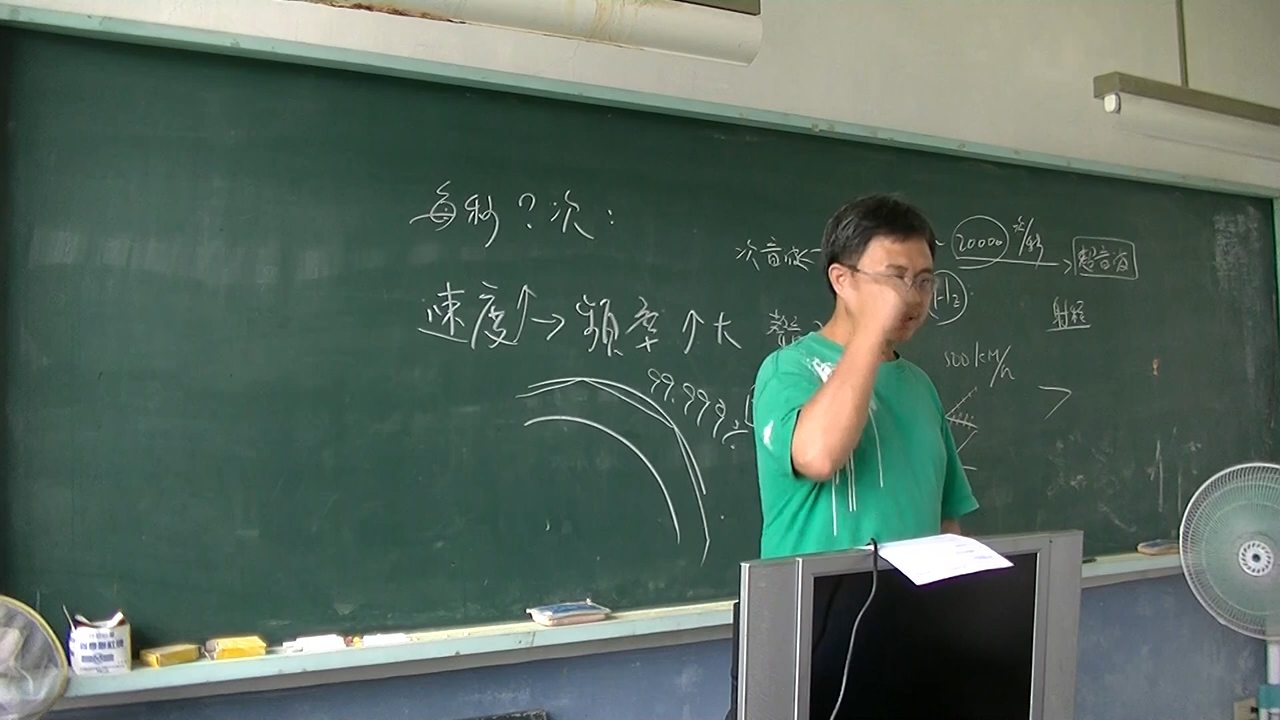 每秒?次:
次音波← ~ 20000 次/秒 → 超音波
Hz
射程
速度↑→頻率↑大
500 km/h
99.999